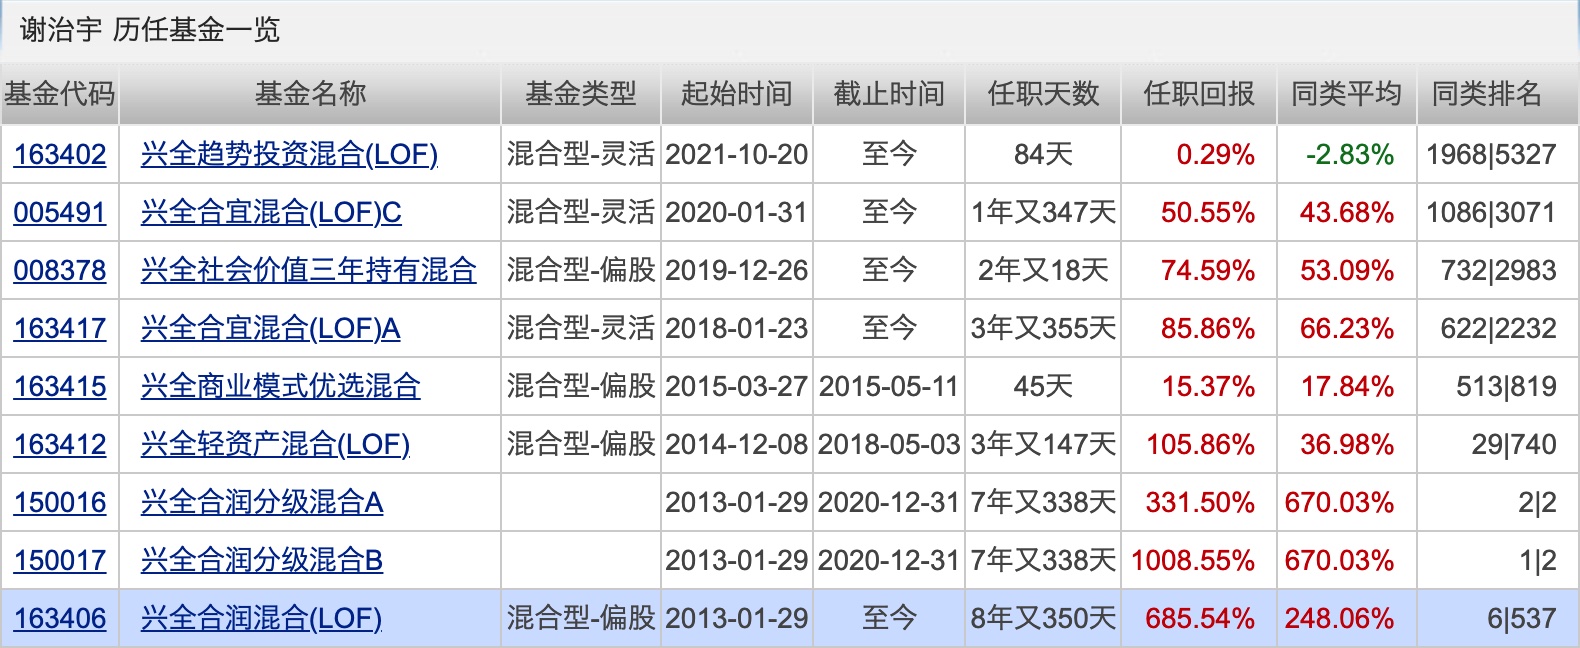 谢治宇 历任基金一览
基金代码 基金名称 基金类型 起始时间 截止时间 任职天数 任职回报 同类平均 同类排名
163402 兴全趋势投资混合(LOF) 混合型-灵活 2021-10-20 至今 84天 0.29% -2.83% 1968|5327
005491 兴全合宜混合(LOF)C 混合型-灵活 2020-01-31 至今 1年又347天 50.55% 43.68% 1086|3071
008378 兴全社会价值三年持有混合 混合型-偏股 2019-12-26 至今 2年又18天 74.59% 53.09% 732|2983
163417 兴全合宜混合(LOF)A 混合型-灵活 2018-01-23 至今 3年又355天 85.86% 66.23% 622|2232
163415 兴全商业模式优选混合 混合型-偏股 2015-03-27 2015-05-11 45天 15.37% 17.84% 513|819
163412 兴全轻资产混合(LOF) 混合型-偏股 2014-12-08 2018-05-03 3年又147天 105.86% 36.98% 29|740
150016 兴全合润分级混合A 2013-01-29 2020-12-31 7年又338天 331.50% 670.03% 2|2
150017 兴全合润分级混合B 2013-01-29 2020-12-31 7年又338天 1008.55% 670.03% 1|2
163406 兴全合润混合(LOF) 混合型-偏股 2013-01-29 至今 8年又350天 685.54% 248.06% 6|537